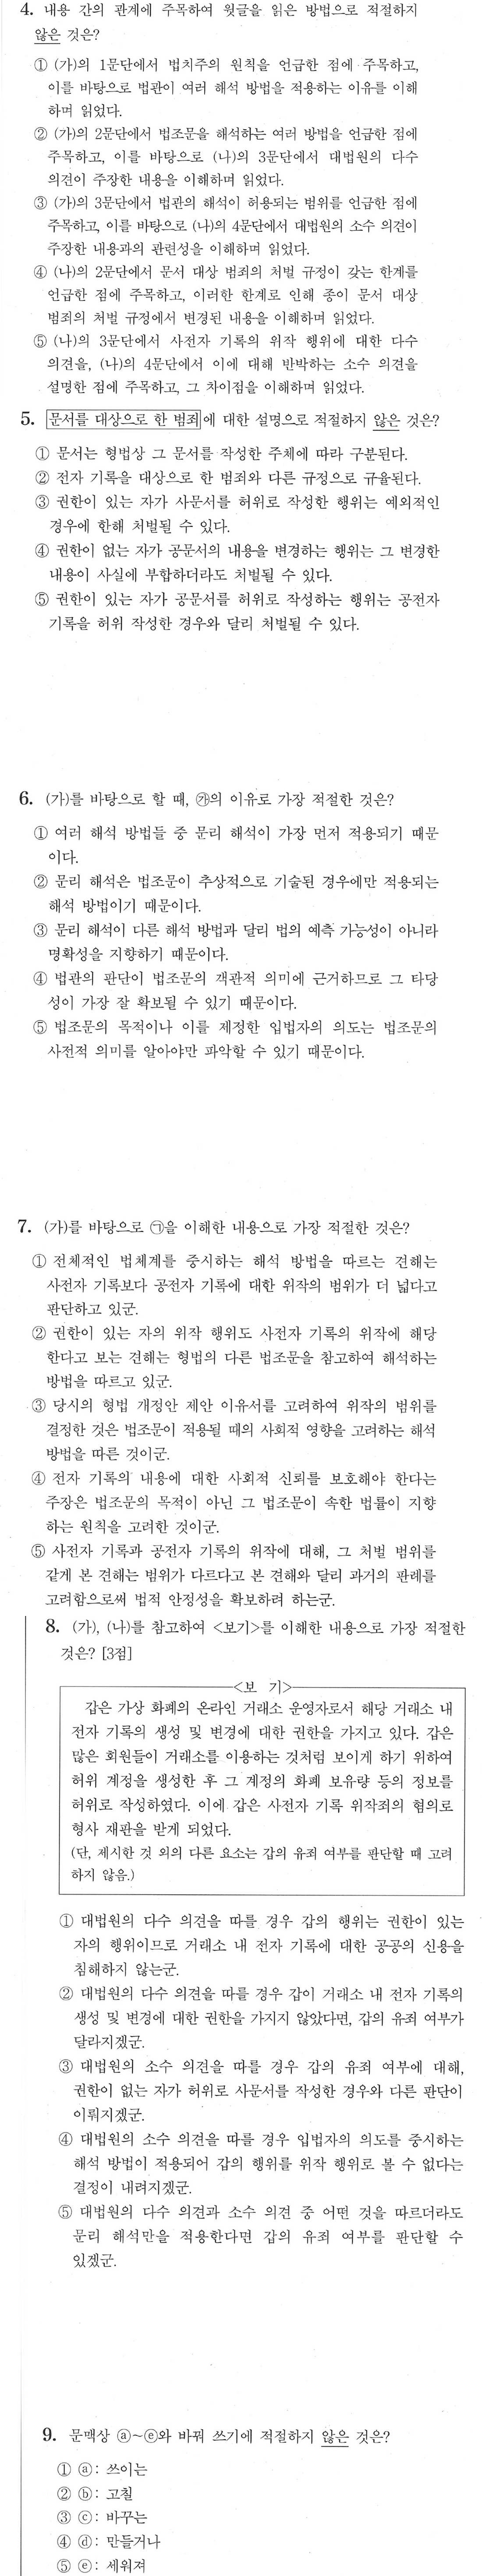 4. 내용 간의 관계에 주목하여 윗글을 읽은 방법으로 적절하지
않은 것은?
① (가)의 1문단에서 법치주의 원칙을 언급한 점에 주목하고,
이를 바탕으로 법관이 여러 해석 방법을 적용하는 이유를 이해
하며 읽었다.
② (가)의 2문단에서 법조문을 해석하는 여러 방법을 언급한 점에
주목하고, 이를 바탕으로 (나)의 3문단에서 대법원의 다수
의견이 주장한 내용을 이해하며 읽었다.
③ (가)의 3문단에서 법관의 해석이 허용되는 범위를 언급한 점에
주목하고, 이를 바탕으로 (나)의 4문단에서 대법원의 소수 의견이
주장한 내용과의 관련성을 이해하며 읽었다.
④ (나)의 2문단에서 문서 대상 범죄의 처벌 규정이 갖는 한계를
언급한 점에 주목하고, 이러한 한계로 인해 종이 문서 대상
범죄의 처벌 규정에서 변경된 내용을 이해하며 읽었다.
⑤ (나)의 3문단에서 사전자 기록의 위작 행위에 대한 다수
의견을, (나)의 4문단에서 이에 대해 반박하는 소수 의견을
설명한 점에 주목하고, 그 차이점을 이해하며 읽었다.
5. 문서를 대상으로 한 범죄에 대한 설명으로 적절하지 않은 것은?
① 문서는 형법상 그 문서를 작성한 주체에 따라 구분된다.
② 전자 기록을 대상으로 한 범죄와 다른 규정으로 규율된다.
③ 권한이 있는 자가 사문서를 허위로 작성한 행위는 예외적인
경우에 한해 처벌될 수 있다.
④ 권한이 없는 자가 공문서의 내용을 변경하는 행위는 그 변경한
내용이 사실에 부합하더라도 처벌될 수 있다.
⑤ 권한이 있는 자가 공문서를 허위로 작성하는 행위는 공전자
기록을 허위 작성한 경우와 달리 처벌될 수 있다.
6. (가)를 바탕으로 할 때, ㉮의 이유로 가장 적절한 것은?
① 여러 해석 방법들 중 문리 해석이 가장 먼저 적용되기 때문
이다.
② 문리 해석은 법조문이 추상적으로 기술된 경우에만 적용되는
해석 방법이기 때문이다.
③ 문리 해석이 다른 해석 방법과 달리 법의 예측 가능성이 아니라
명확성을 지향하기 때문이다.
④ 법관의 판단이 법조문의 객관적 의미에 근거하므로 그 타당
성이 가장 잘 확보될 수 있기 때문이다.
⑤ 법조문의 목적이나 이를 제정한 입법자의 의도는 법조문의
사전적 의미를 알아야만 파악할 수 있기 때문이다.
7. (가)를 바탕으로 ㉠을 이해한 내용으로 가장 적절한 것은?
① 전체적인 법체계를 중시하는 해석 방법을 따르는 견해는
사전자 기록보다 공전자 기록에 대한 위작의 범위가 더 넓다고
판단하고 있군.
② 권한이 있는 자의 위작 행위도 사전자 기록의 위작에 해당
한다고 보는 견해는 형법의 다른 법조문을 참고하여 해석하는
방법을 따르고 있군.
③ 당시의 형법 개정안 제안 이유서를 고려하여 위작의 범위를
결정한 것은 법조문이 적용될 때의 사회적 영향을 고려하는 해석
방법을 따른 것이군.
④ 전자 기록의 내용에 대한 사회적 신뢰를 보호해야 한다는
주장은 법조문의 목적이 아닌 그 법조문이 속한 법률이 지향
하는 원칙을 고려한 것이군.
⑤ 사전자 기록과 공전자 기록의 위작에 대해, 그 처벌 범위를
같게 본 견해는 범위가 다르다고 본 견해와 달리 과거의 판례를
고려함으로써 법적 안정성을 확보하려 하는군.
8. (가), (나)를 참고하여 <보기>를 이해한 내용으로 가장 적절한
것은? [3점]
<보 기>
갑은 가상 화폐의 온라인 거래소 운영자로서 해당 거래소 내
전자 기록의 생성 및 변경에 대한 권한을 가지고 있다. 갑은
많은 회원들이 거래소를 이용하는 것처럼 보이게 하기 위하여
허위 계정을 생성한 후 그 계정의 화폐 보유량 등의 정보를
허위로 작성하였다. 이에 갑은 사전자 기록 위작죄의 혐의로
형사 재판을 받게 되었다.
(단, 제시한 것 외의 다른 요소는 갑의 유죄 여부를 판단할 때 고려
하지 않음.)
① 대법원의 다수 의견을 따를 경우 갑의 행위는 권한이 있는
자의 행위이므로 거래소 내 전자 기록에 대한 공공의 신용을
침해하지 않는군.
② 대법원의 다수 의견을 따를 경우 갑이 거래소 내 전자 기록의
생성 및 변경에 대한 권한을 가지지 않았다면, 갑의 유죄 여부가
달라지겠군.
③ 대법원의 소수 의견을 따를 경우 갑의 유죄 여부에 대해,
권한이 없는 자가 허위로 사문서를 작성한 경우와 다른 판단이
이뤄지겠군.
④ 대법원의 소수 의견을 따를 경우 입법자의 의도를 중시하는
해석 방법이 적용되어 갑의 행위를 위작 행위로 볼 수 없다는
결정이 내려지겠군.
⑤ 대법원의 다수 의견과 소수 의견 중 어떤 것을 따르더라도
문리 해석만을 적용한다면 갑의 유죄 여부를 판단할 수
있겠군.
9. 문맥상 ⓐ~ⓔ와 바꿔 쓰기에 적절하지 않은 것은?
① ⓐ: 쓰이는
② ⓑ: 고칠
③ ⓒ: 바꾸는
④ ⓓ: 만들거나
⑤ ⓔ: 세워져